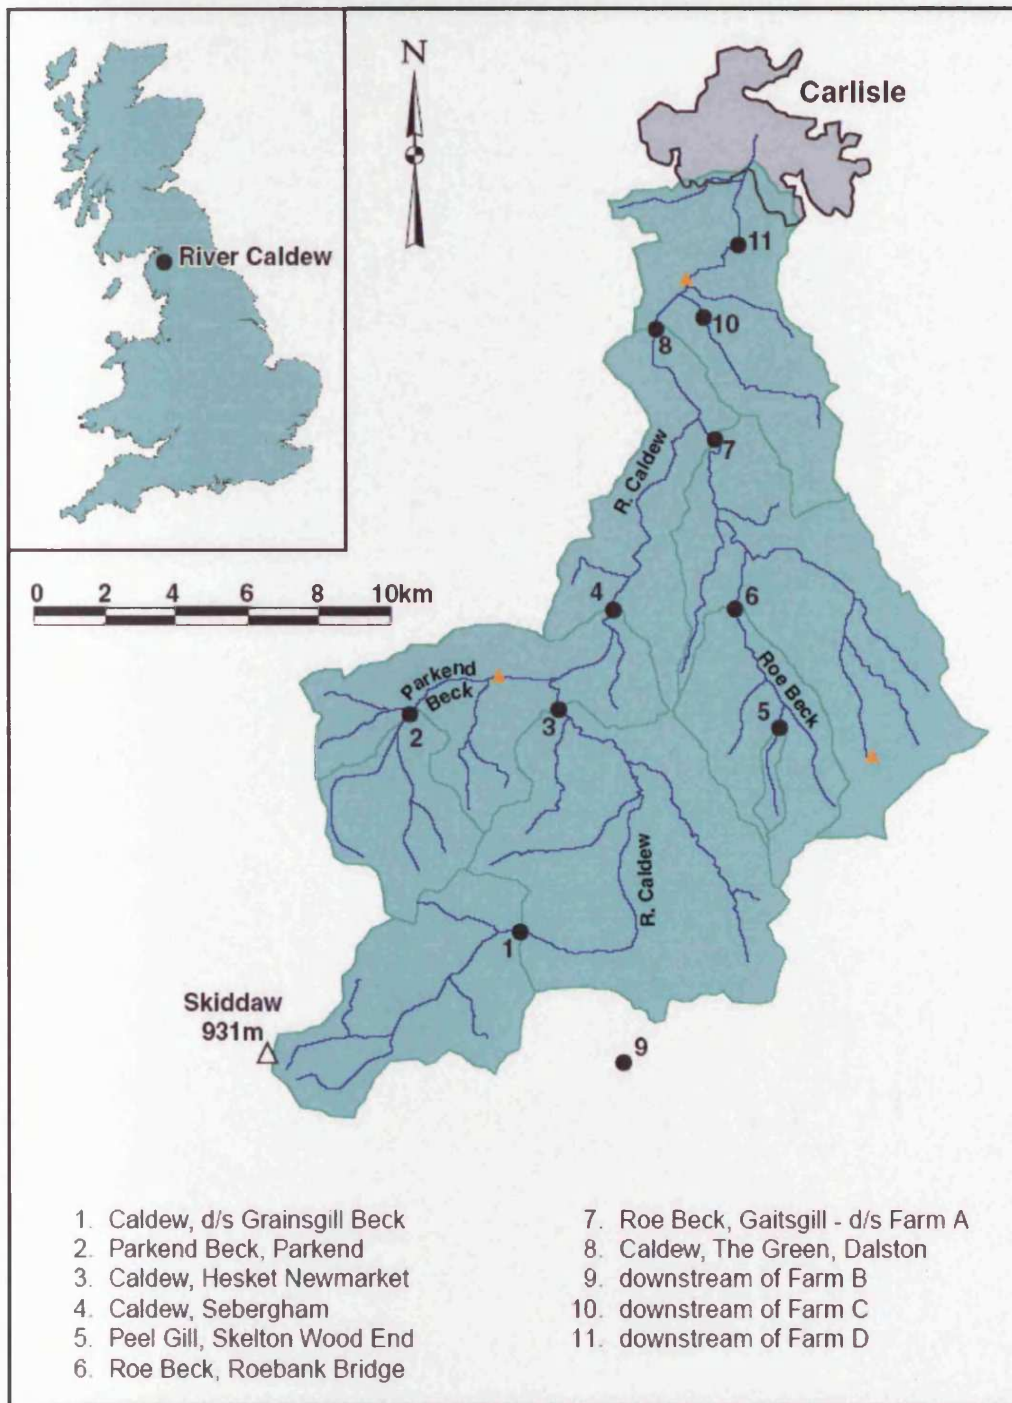 N
Carlisle
River Caldew
11
10
8
7
R. Caldew
0 2 4 6 8 10km
4
6
Parkend
Beck
Roe Beck
2
3
5
R. Caldew
1
Skiddaw
931m
9
1. Caldew, d/s Grainsgill Beck
2. Parkend Beck, Parkend
3. Caldew, Hesket Newmarket
4. Caldew, Sebergham
5. Peel Gill, Skelton Wood End
6. Roe Beck, Roebank Bridge
7. Roe Beck, Gaitsgill - d/s Farm A
8. Caldew, The Green, Dalston
9. downstream of Farm B
10. downstream of Farm C
11. downstream of Farm D